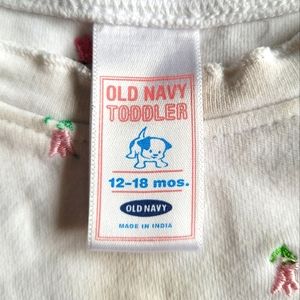 OLD NAVY
TODDLER
12-18 mos.
OLD NAVY
MADE IN INDIA